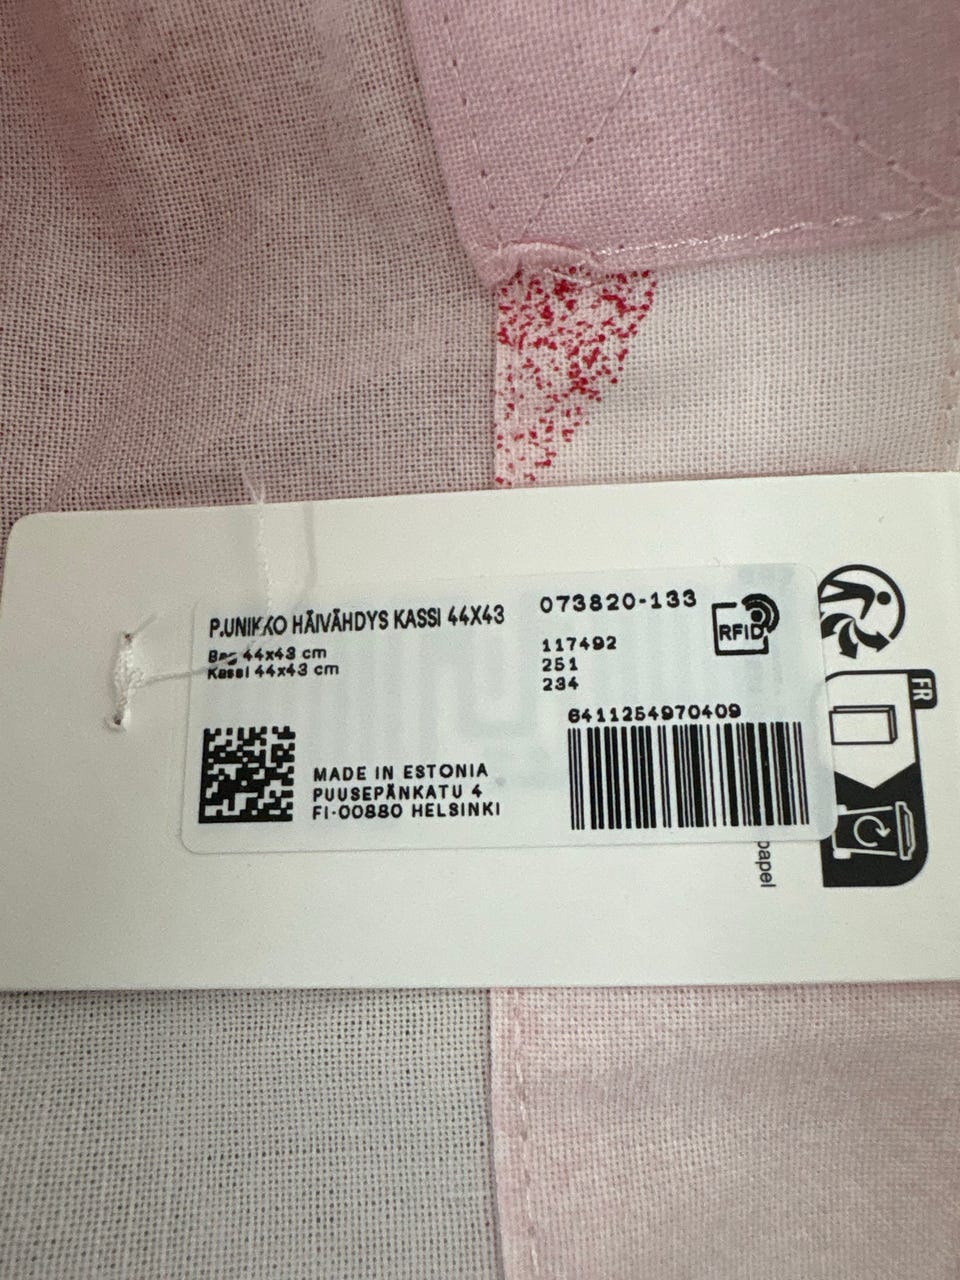 P.UNIKKO HÄIVÄHDYS KASSI 44X43
Bag 44x43 cm
Kassi 44x43 cm
073820-133
117492
251
234
RFID
6411254970409
MADE IN ESTONIA
PUUSEPÄNKATU 4
FI-00880 HELSINKI
FR
papel